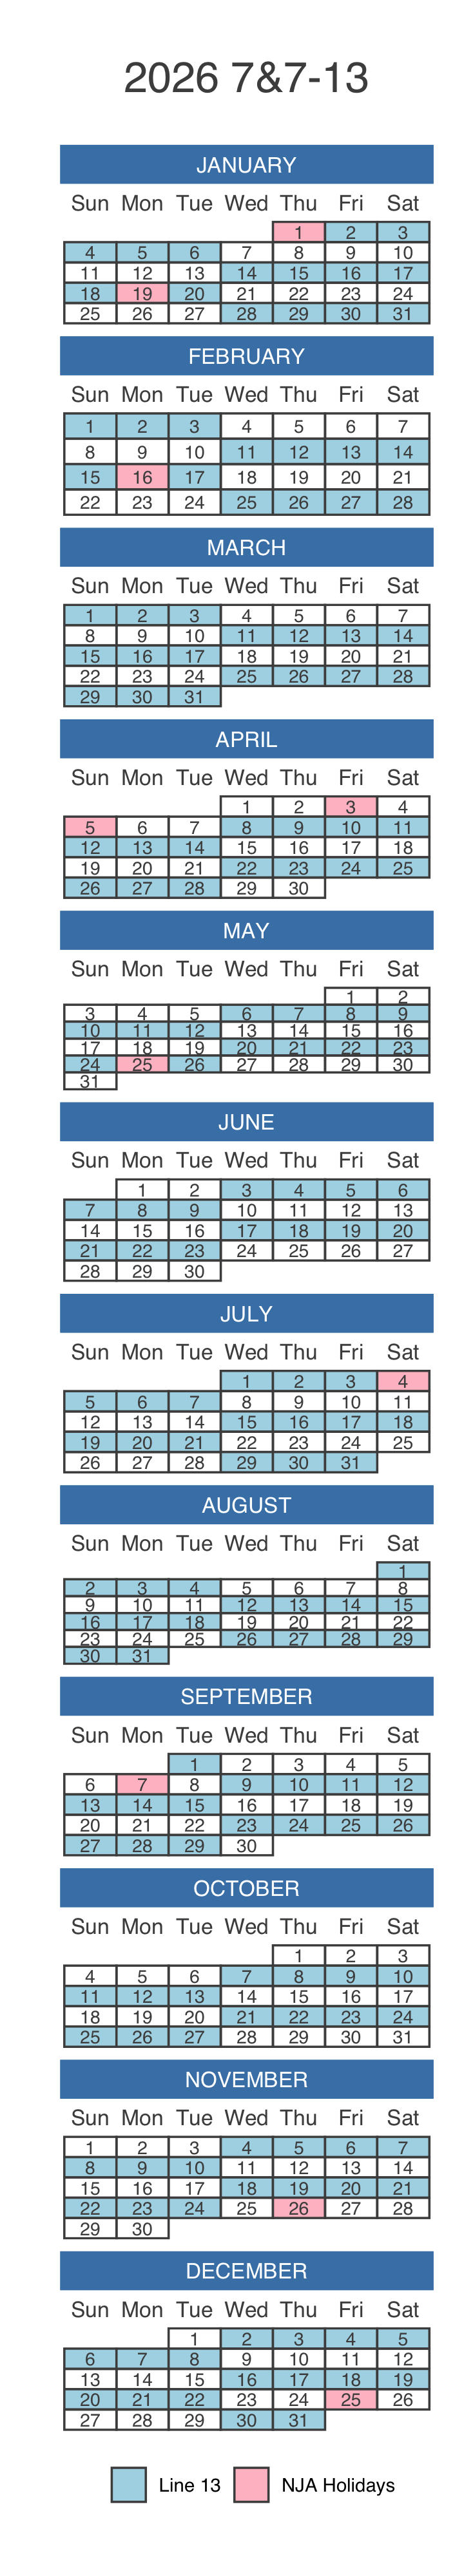 2026 7&7-13
JANUARY
Sun Mon Tue Wed Thu Fri Sat
1 2 3
4 5 6 7 8 9 10
11 12 13 14 15 16 17
18 19 20 21 22 23 24
25 26 27 28 29 30 31
FEBRUARY
Sun Mon Tue Wed Thu Fri Sat
1 2 3 4 5 6 7
8 9 10 11 12 13 14
15 16 17 18 19 20 21
22 23 24 25 26 27 28
MARCH
Sun Mon Tue Wed Thu Fri Sat
1 2 3 4 5 6 7
8 9 10 11 12 13 14
15 16 17 18 19 20 21
22 23 24 25 26 27 28
29 30 31
APRIL
Sun Mon Tue Wed Thu Fri Sat
1 2 3 4
5 6 7 8 9 10 11
12 13 14 15 16 17 18
19 20 21 22 23 24 25
26 27 28 29 30
MAY
Sun Mon Tue Wed Thu Fri Sat
1 2
3 4 5 6 7 8 9
10 11 12 13 14 15 16
17 18 19 20 21 22 23
24 25 26 27 28 29 30
31
JUNE
Sun Mon Tue Wed Thu Fri Sat
1 2 3 4 5 6
7 8 9 10 11 12 13
14 15 16 17 18 19 20
21 22 23 24 25 26 27
28 29 30
JULY
Sun Mon Tue Wed Thu Fri Sat
1 2 3 4
5 6 7 8 9 10 11
12 13 14 15 16 17 18
19 20 21 22 23 24 25
26 27 28 29 30 31
AUGUST
Sun Mon Tue Wed Thu Fri Sat
1
2 3 4 5 6 7 8
9 10 11 12 13 14 15
16 17 18 19 20 21 22
23 24 25 26 27 28 29
30 31
SEPTEMBER
Sun Mon Tue Wed Thu Fri Sat
1 2 3 4 5
6 7 8 9 10 11 12
13 14 15 16 17 18 19
20 21 22 23 24 25 26
27 28 29 30
OCTOBER
Sun Mon Tue Wed Thu Fri Sat
1 2 3
4 5 6 7 8 9 10
11 12 13 14 15 16 17
18 19 20 21 22 23 24
25 26 27 28 29 30 31
NOVEMBER
Sun Mon Tue Wed Thu Fri Sat
1 2 3 4 5 6 7
8 9 10 11 12 13 14
15 16 17 18 19 20 21
22 23 24 25 26 27 28
29 30
DECEMBER
Sun Mon Tue Wed Thu Fri Sat
1 2 3 4 5
6 7 8 9 10 11 12
13 14 15 16 17 18 19
20 21 22 23 24 25 26
27 28 29 30 31
Line 13 NJA Holidays